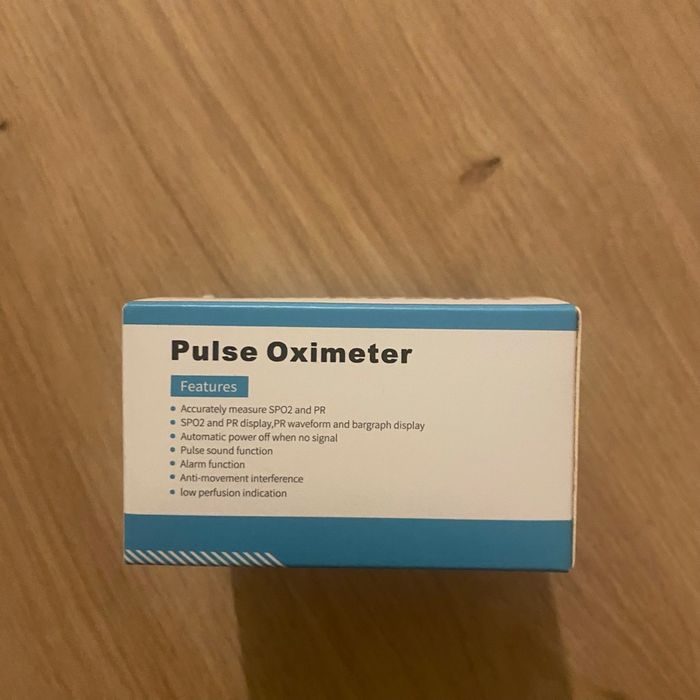 Pulse Oximeter
Features
• Accurately measure SPO2 and PR
• SPO2 and PR display,PR waveform and bargraph display
• Automatic power off when no signal
• Pulse sound function
• Alarm function
• Anti-movement interference
• low perfusion indication